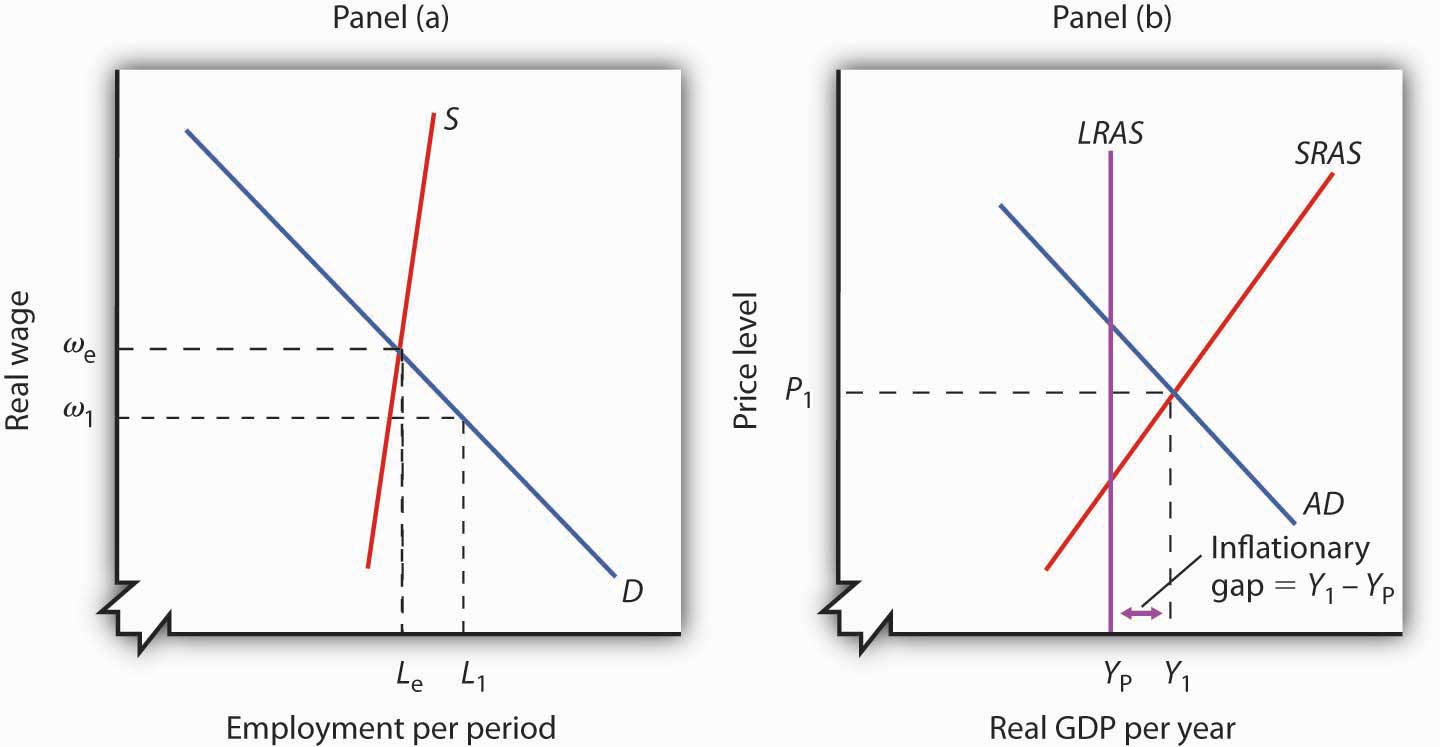 Panel (a)
S
D
Real wage
ωe
ω1
Le
L1
Employment per period
Panel (b)
LRAS
SRAS
AD
Price level
P1
Inflationary
gap = Y1 – YP
YP
Y1
Real GDP per year